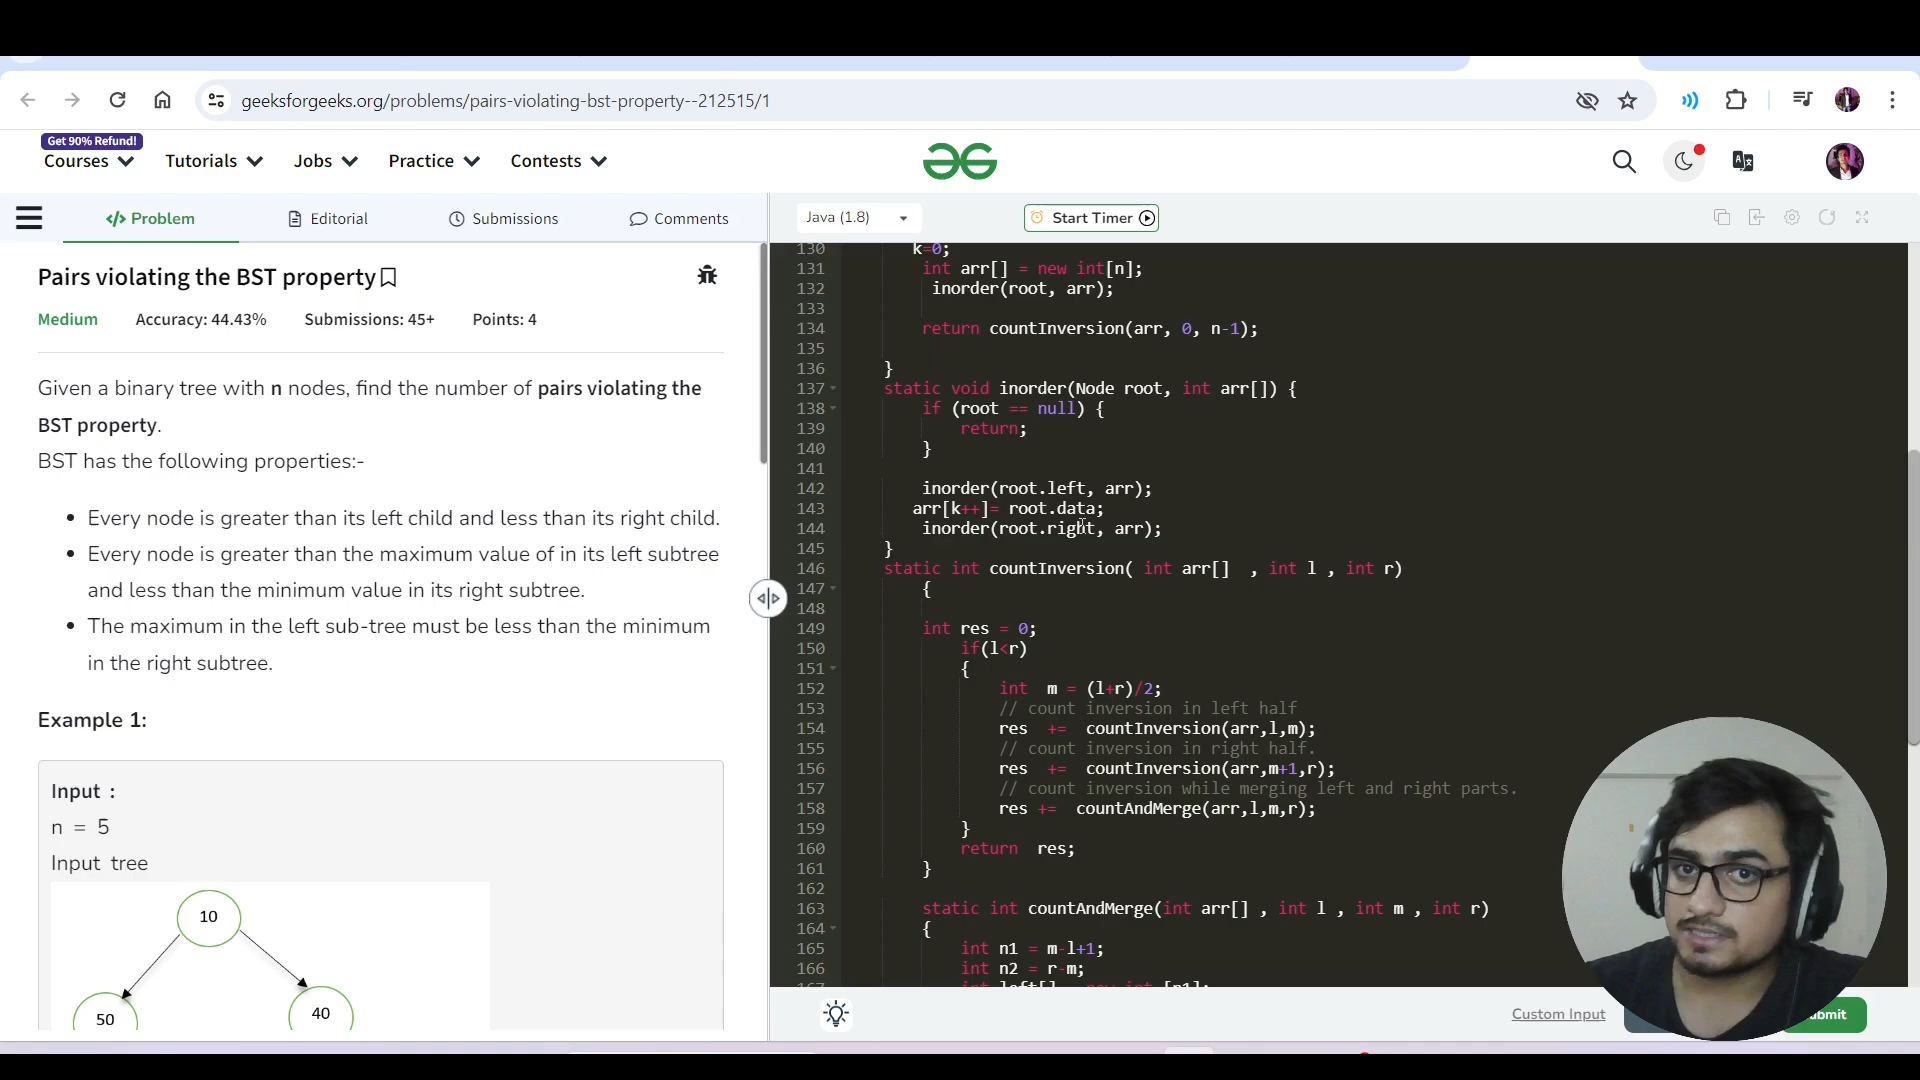 geeksforgeeks.org/problems/pairs-violating-bst-property--212515/1
Get 90% Refund!
Courses Tutorials Jobs Practice Contests
Problem Editorial Submissions Comments
Java (1.8) Start Timer
Pairs violating the BST property
Medium Accuracy: 44.43% Submissions: 45+ Points: 4
Given a binary tree with n nodes, find the number of pairs violating the
BST property.
BST has the following properties:-
Every node is greater than its left child and less than its right child.
Every node is greater than the maximum value of in its left subtree
and less than the minimum value in its right subtree.
The maximum in the left sub-tree must be less than the minimum
in the right subtree.
Example 1:
Input :
n = 5
Input tree
10
50 40
130 k=0;
131 int arr[] = new int[n];
132 inorder(root, arr);
133
134 return countInversion(arr, 0, n-1);
135
136 }
137 static void inorder(Node root, int arr[]) {
138 if (root == null) {
139 return;
140 }
141
142 inorder(root.left, arr);
143 arr[k++]= root.data;
144 inorder(root.right, arr);
145 }
146 static int countInversion( int arr[] , int l , int r)
147 {
148
149 int res = 0;
150 if(l<r)
151 {
152 int m = (l+r)/2;
153 // count inversion in left half
154 res += countInversion(arr,l,m);
155 // count inversion in right half.
156 res += countInversion(arr,m+1,r);
157 // count inversion while merging left and right parts.
158 res += countAndMerge(arr,l,m,r);
159 }
160 return res;
161 }
162
163 static int countAndMerge(int arr[] , int l , int m , int r)
164 {
165 int n1 = m-l+1;
166 int n2 = r-m;
167 int left[] = new int [n1];
Custom Input